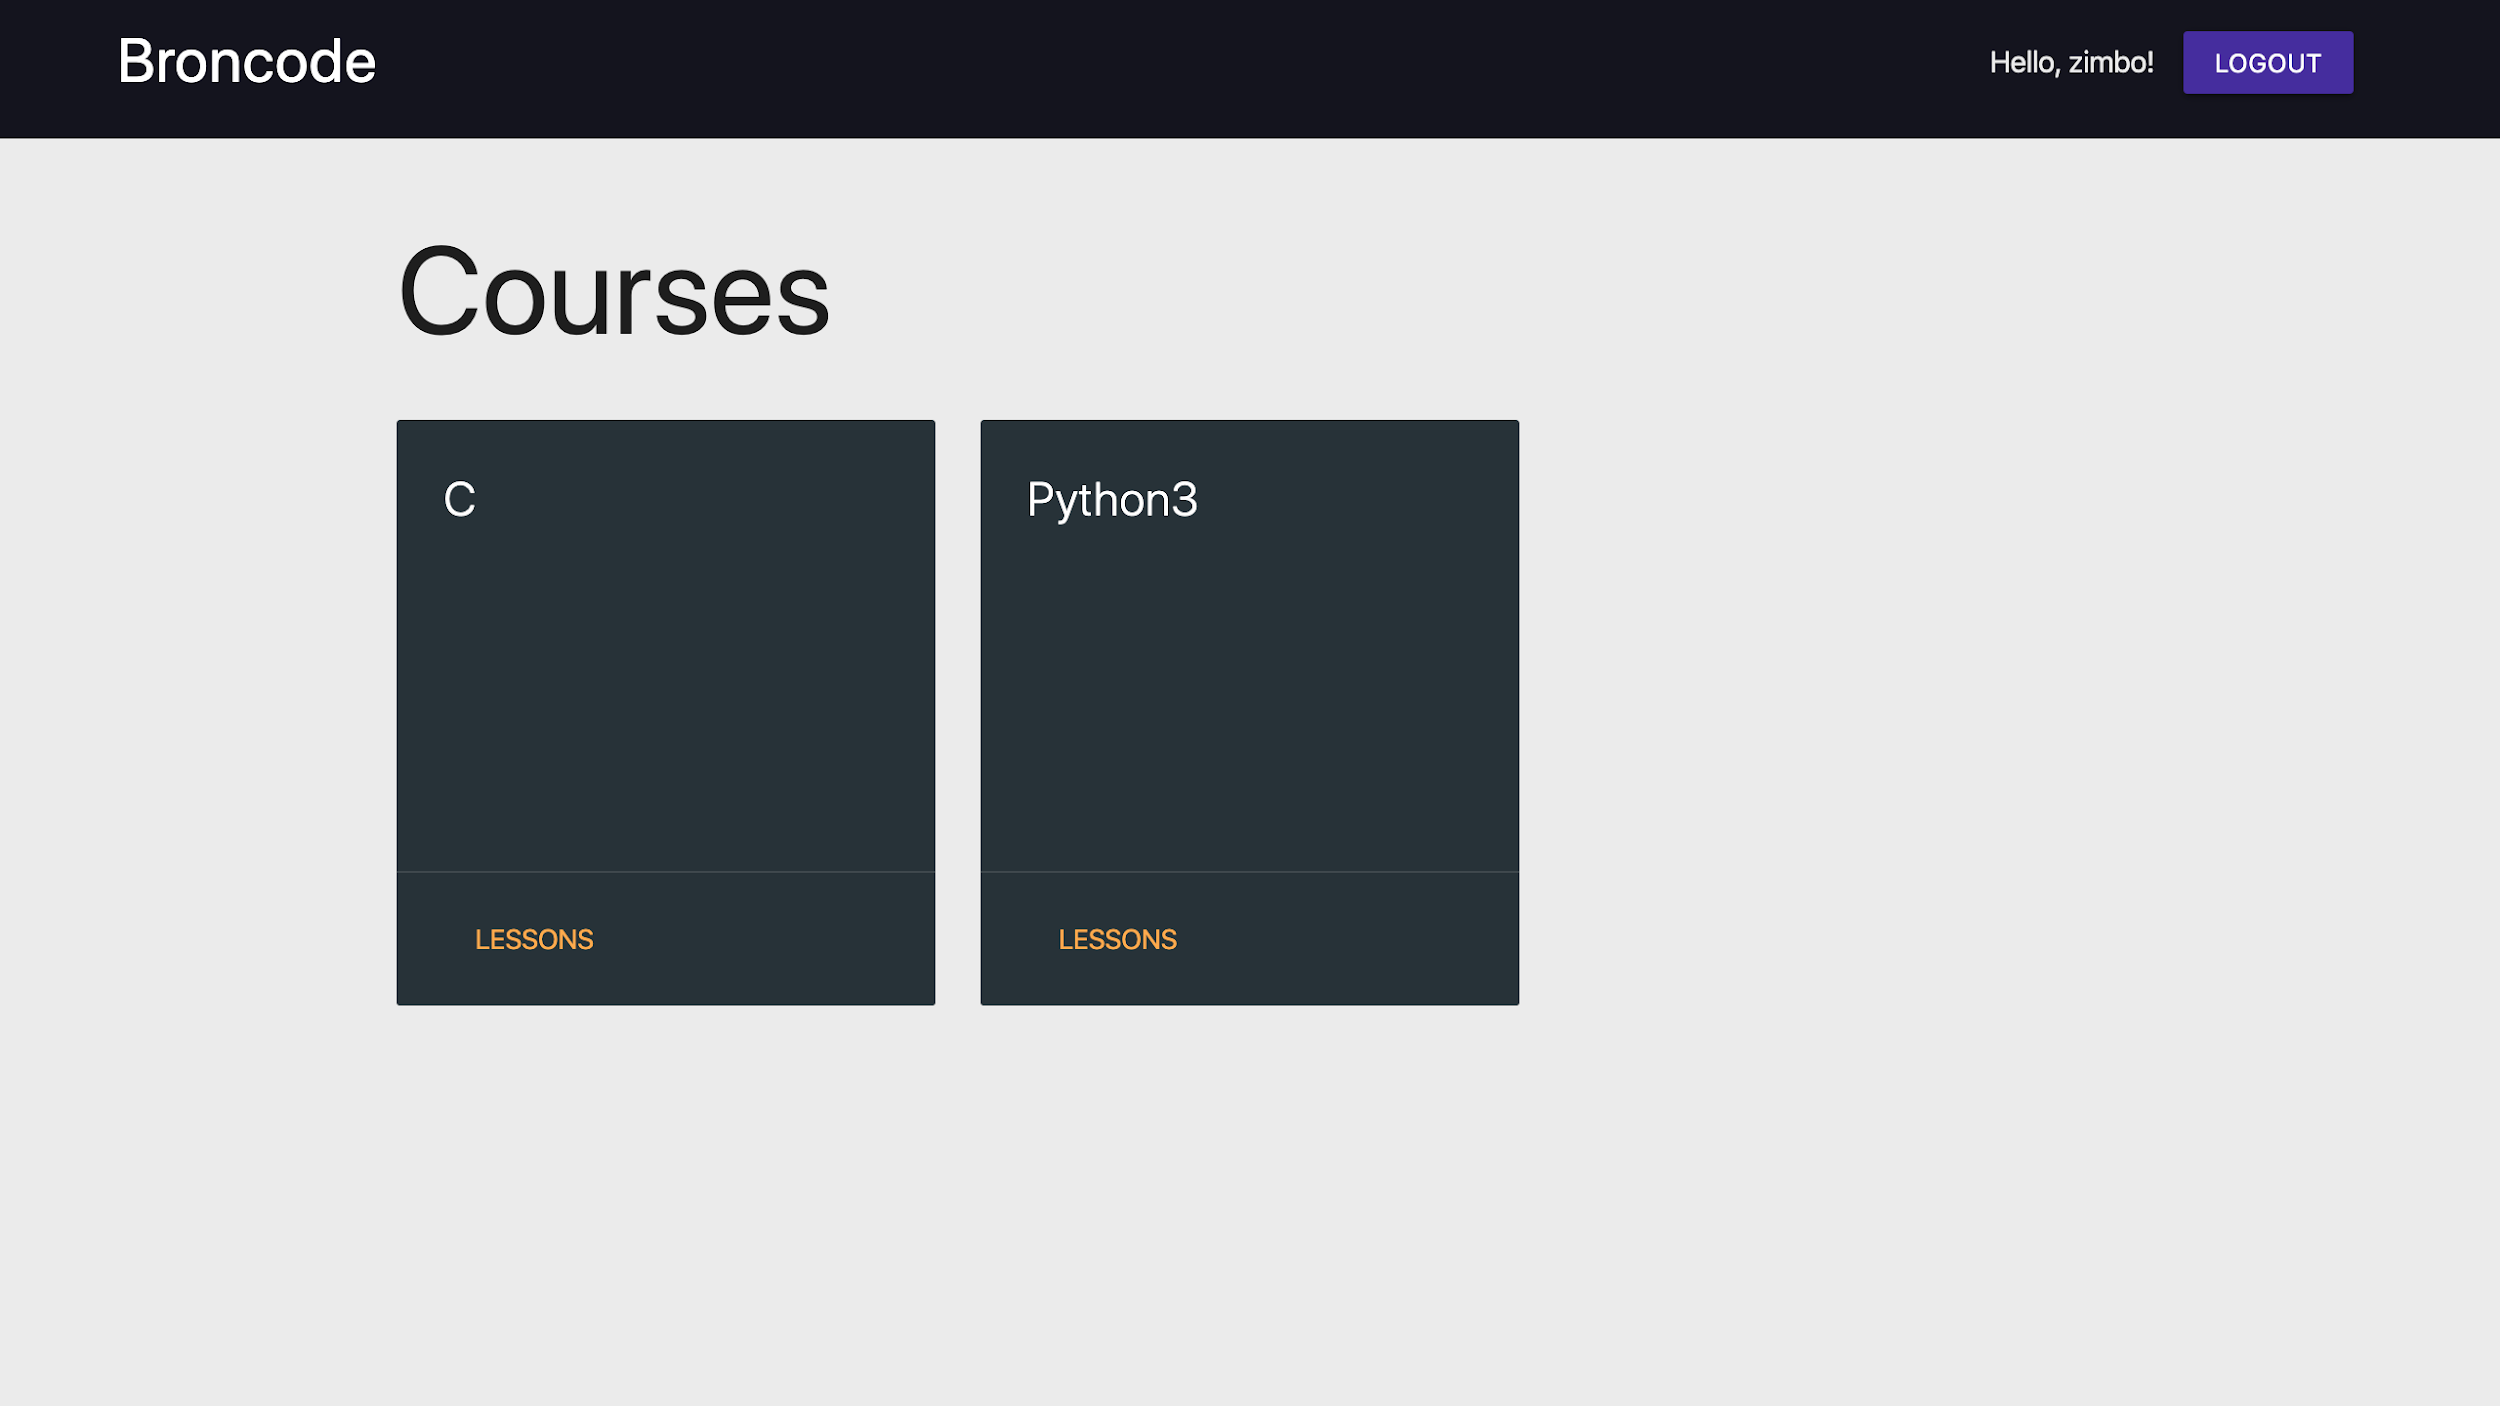 Broncode
Hello, zimbo!
LOGOUT
Courses
C
Python3
LESSONS
LESSONS